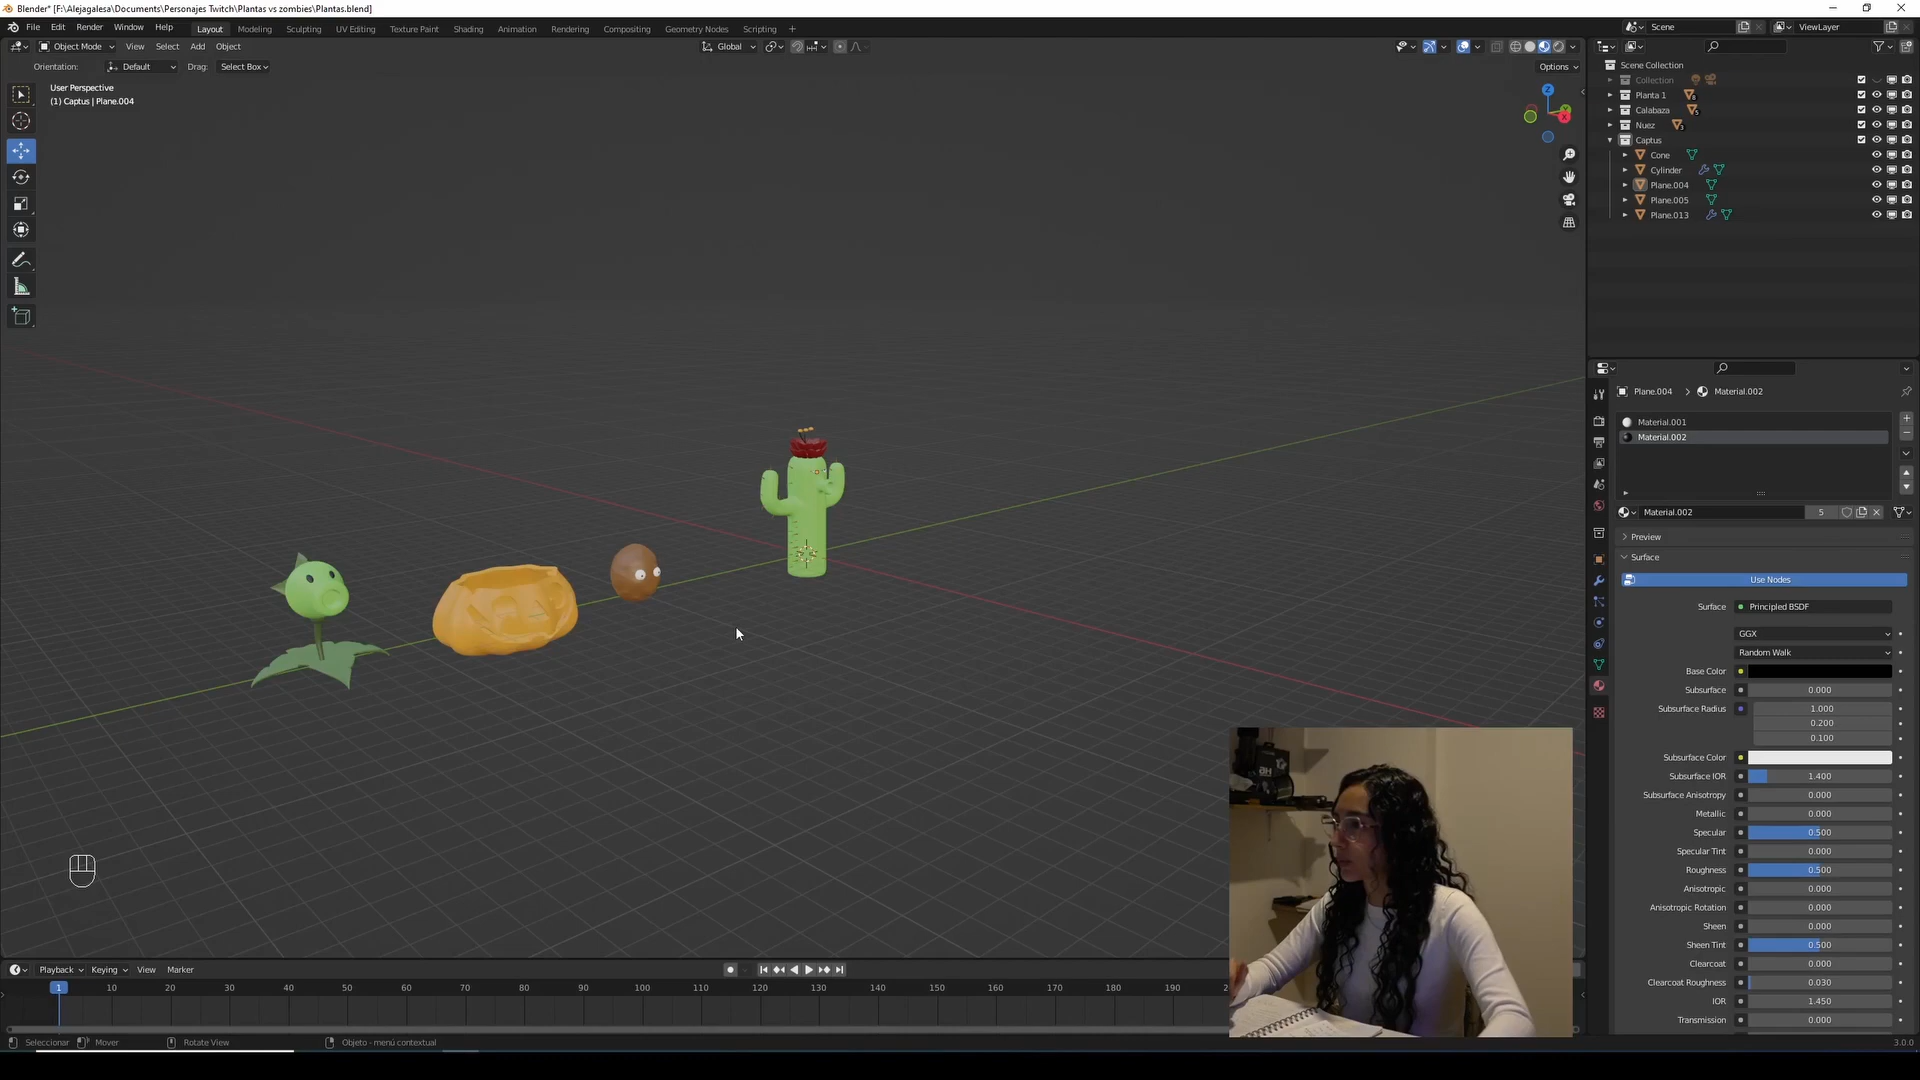 Blender* [F:\Alejagalesa\Documents\Personajes Twitch\Plantas vs zombies\Plantas.blend]
File Edit Render Window Help Layout Modeling Sculpting UV Editing Texture Paint Shading Animation Rendering Compositing Geometry Nodes Scripting + Scene ViewLayer
Object Mode View Select Add Object Global
Orientation: Default Drag: Select Box Options
User Perspective
(1) Captus | Plane.004
Z
Y
X
Scene Collection
Collection
Planta 1
Calabaza 5
Nuez 3
Captus
Cone
Cylinder
Plane.004
Plane.005
Plane.013
Plane.004 > Material.002
Material.001
Material.002
Material.002 5
Preview
Surface
Use Nodes
Surface Principled BSDF
GGX
Random Walk
Base Color
Subsurface 0.000
Subsurface Radius 1.000
0.200
0.100
Subsurface Color
Subsurface IOR 1.400
Subsurface Anisotropy 0.000
Metallic 0.000
Specular 0.500
Specular Tint 0.000
Roughness 0.500
Anisotropic 0.000
Anisotropic Rotation 0.000
Sheen 0.000
Sheen Tint 0.500
Clearcoat 0.000
Clearcoat Roughness 0.030
IOR 1.450
Transmission 0.000
Playback Keying View Marker
1 10 20 30 40 50 60 70 80 90 100 110 120 130 140 150 160 170 180 190
Seleccionar Mover Rotate View Objeto - menú contextual 3.0.0